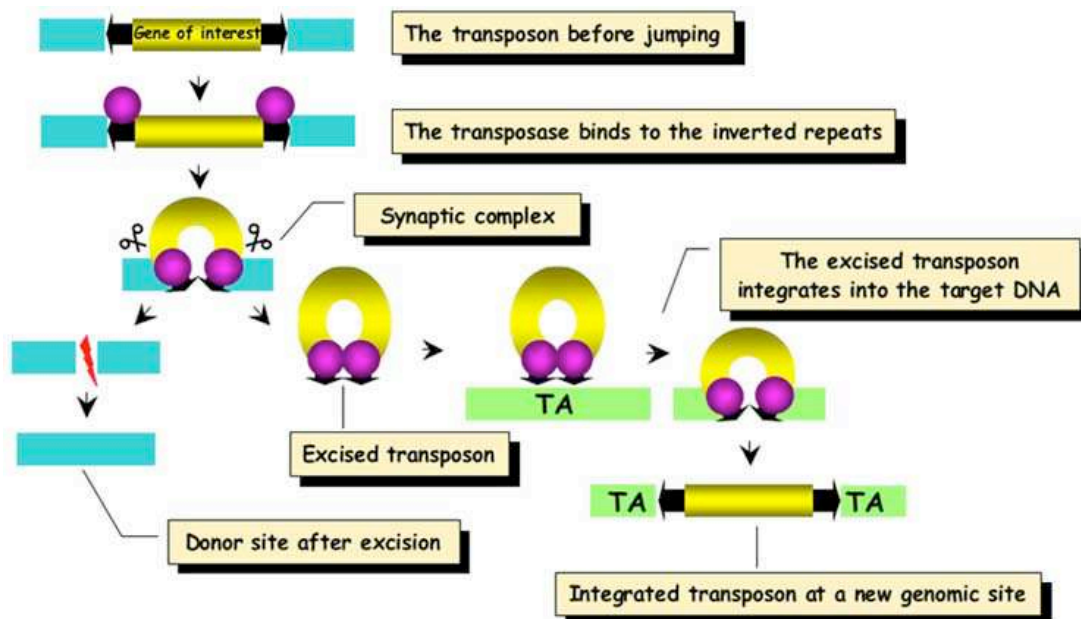 Gene of interest
The transposon before jumping
The transposase binds to the inverted repeats
Synaptic complex
The excised transposon
integrates into the target DNA
TA
Excised transposon
TA
TA
Donor site after excision
Integrated transposon at a new genomic site